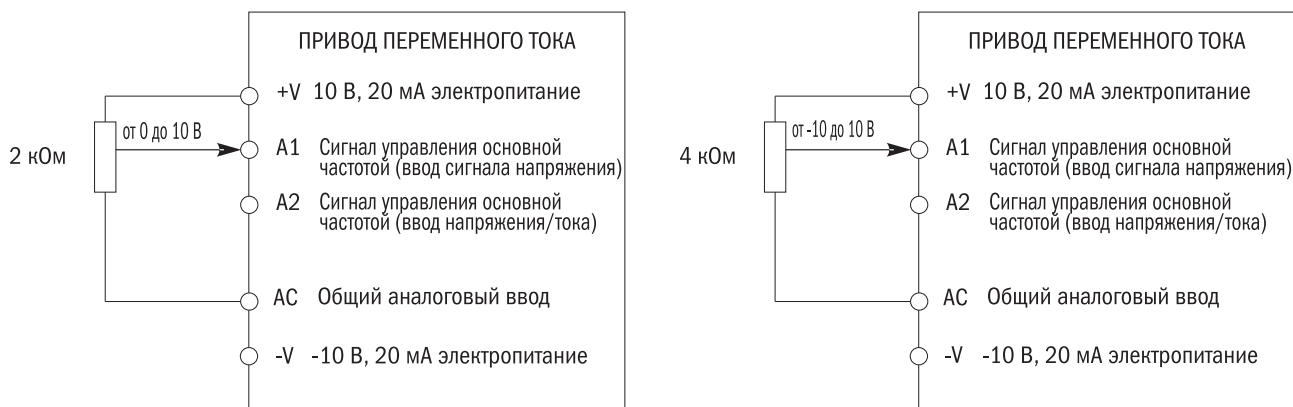 ПРИВОД ПЕРЕМЕННОГО ТОКА
+V 10 В, 20 мА электропитание
2 кОм
от 0 до 10 В
A1 Сигнал управления основной
частотой (ввод сигнала напряжения)
A2 Сигнал управления основной
частотой (ввод напряжения/тока)
AC Общий аналоговый ввод
-V -10 В, 20 мА электропитание
ПРИВОД ПЕРЕМЕННОГО ТОКА
+V 10 В, 20 мА электропитание
4 кОм
от -10 до 10 В
A1 Сигнал управления основной
частотой (ввод сигнала напряжения)
A2 Сигнал управления основной
частотой (ввод напряжения/тока)
AC Общий аналоговый ввод
-V -10 В, 20 мА электропитание